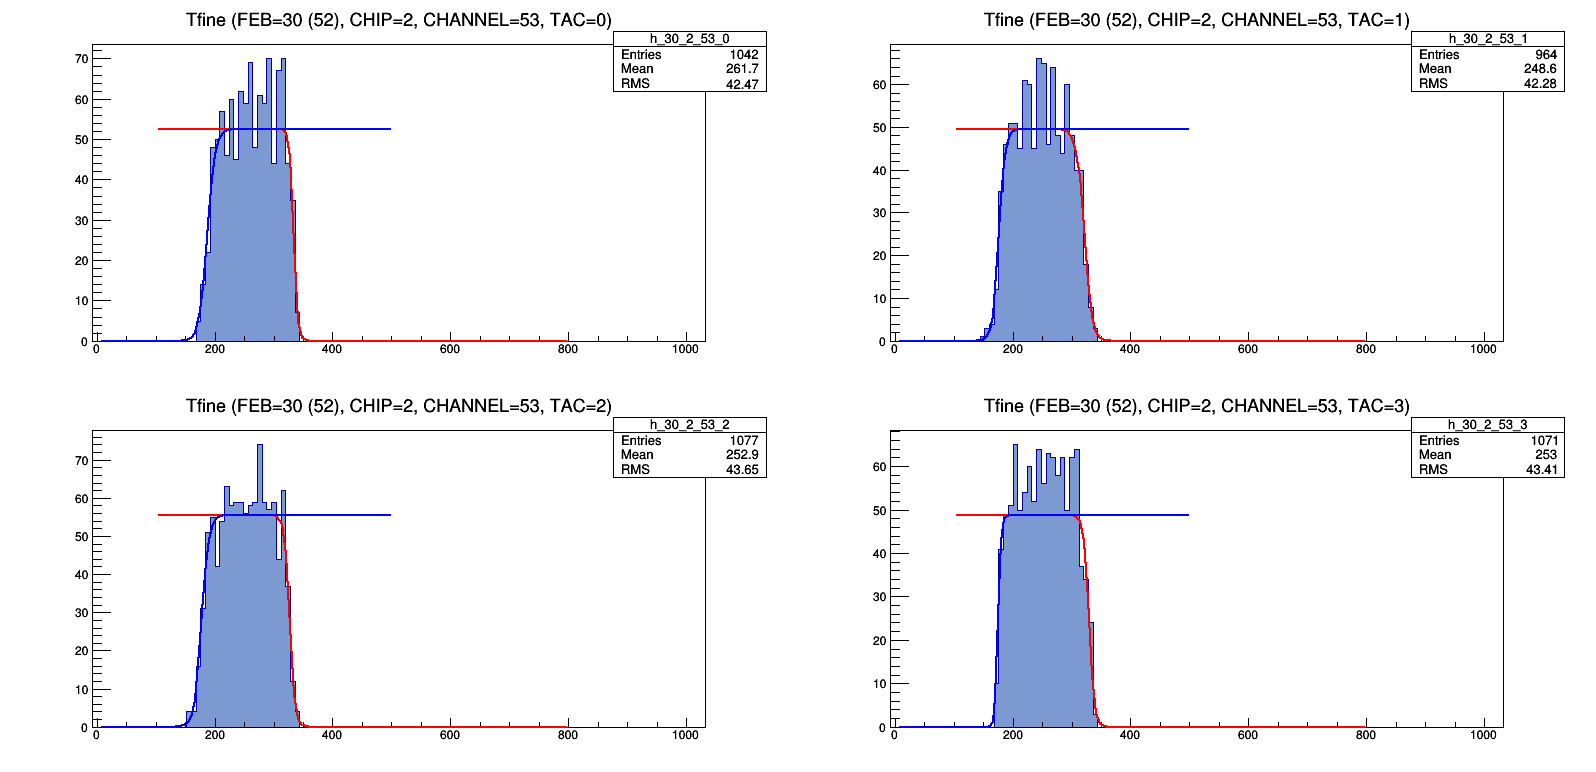 Tfine (FEB=30 (52), CHIP=2, CHANNEL=53, TAC=0)
h_30_2_53_0
Entries 1042
Mean 261.7
RMS 42.47
70
60
50
40
30
20
10
0
0 200 400 600 800 1000
Tfine (FEB=30 (52), CHIP=2, CHANNEL=53, TAC=1)
h_30_2_53_1
Entries 964
Mean 248.6
RMS 42.28
60
50
40
30
20
10
0
0 200 400 600 800 1000
Tfine (FEB=30 (52), CHIP=2, CHANNEL=53, TAC=2)
h_30_2_53_2
Entries 1077
Mean 252.9
RMS 43.65
70
60
50
40
30
20
10
0
0 200 400 600 800 1000
Tfine (FEB=30 (52), CHIP=2, CHANNEL=53, TAC=3)
h_30_2_53_3
Entries 1071
Mean 253
RMS 43.41
60
50
40
30
20
10
0
0 200 400 600 800 1000